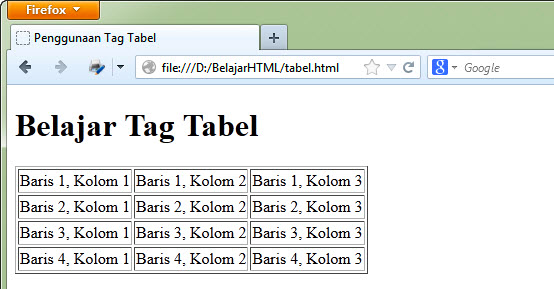 Firefox
Penggunaan Tag Tabel
file:///D:/BelajarHTML/tabel.html
8 Google
Belajar Tag Tabel
Baris 1, Kolom 1 Baris 1, Kolom 2 Baris 1, Kolom 3
Baris 2, Kolom 1 Baris 2, Kolom 2 Baris 2, Kolom 3
Baris 3, Kolom 1 Baris 3, Kolom 2 Baris 3, Kolom 3
Baris 4, Kolom 1 Baris 4, Kolom 2 Baris 4, Kolom 3